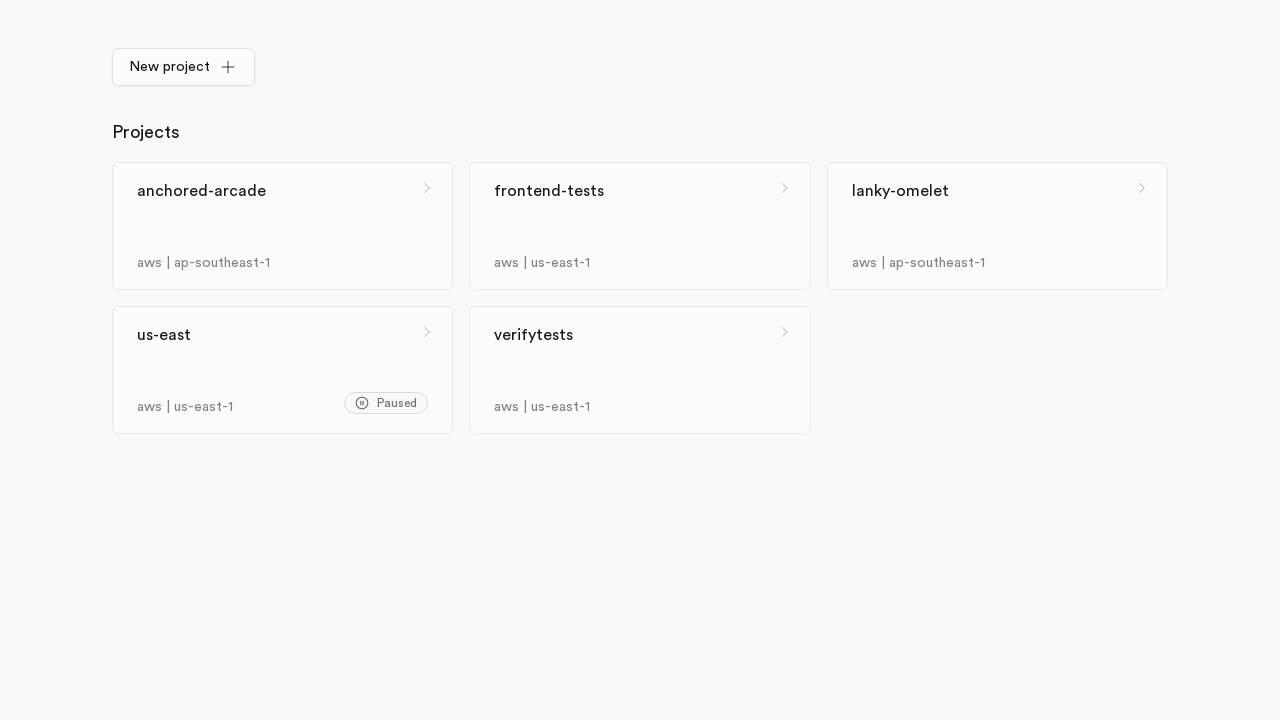 New project
Projects
anchored-arcade
aws | ap-southeast-1
frontend-tests
aws | us-east-1
lanky-omelet
aws | ap-southeast-1
us-east
aws | us-east-1
Paused
verifytests
aws | us-east-1